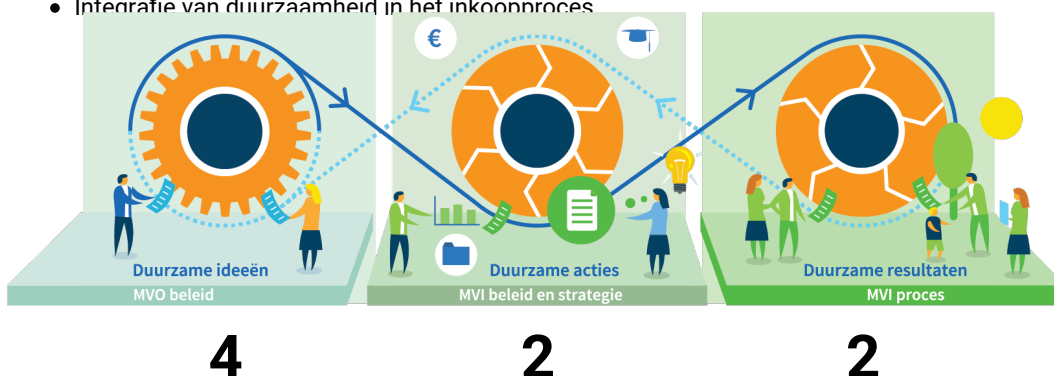 • Integratie van duurzaamheid in het inkoopproces
€
Duurzame ideeën
Duurzame acties
Duurzame resultaten
MVO beleid
MVI beleid en strategie
MVI proces
4
2
2